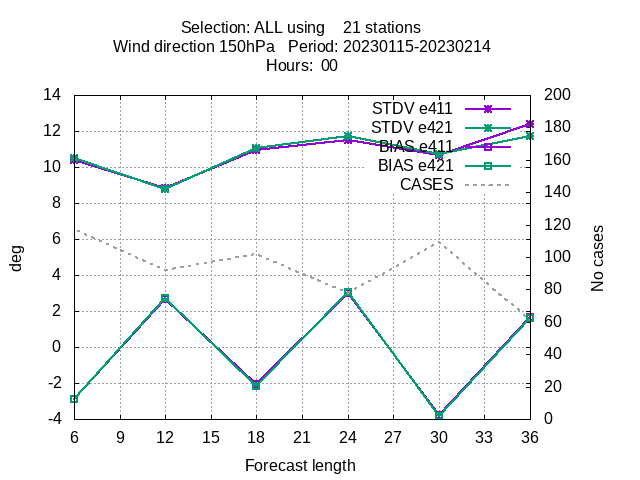 Selection: ALL using    21 stations
Wind direction 150hPa   Period: 20230115-20230214
Hours:  00
14
12
10
8
6
4
2
0
-2
-4
deg
200
180
160
140
120
100
80
60
40
20
0
No cases
STDV e411
STDV e421
BIAS e411
BIAS e421
CASES
6 9 12 15 18 21 24 27 30 33 36
Forecast length